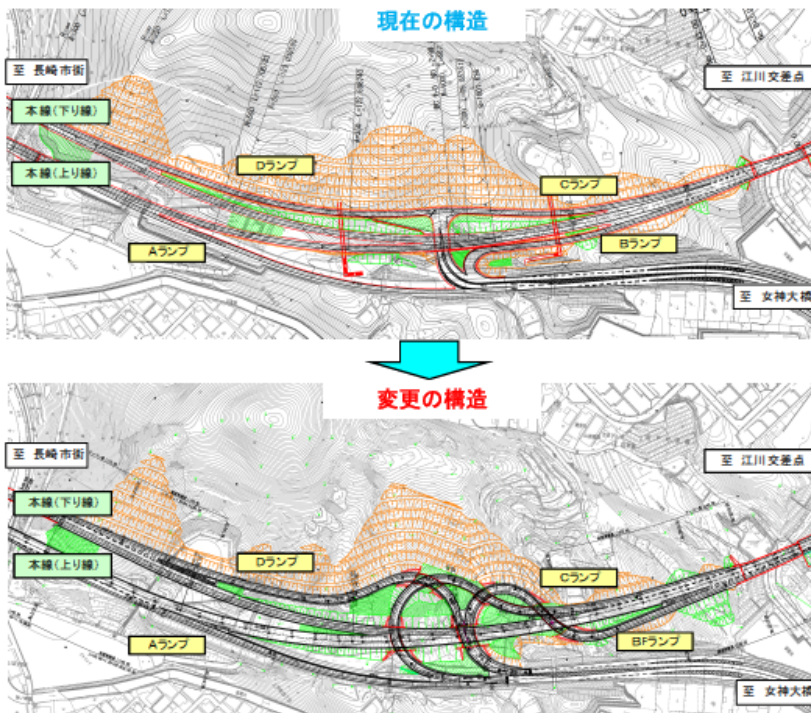 現在の構造
至 長崎市街
至 江川交差点
本線(下り線)
Dランプ
Cランプ
本線(上り線)
Aランプ
Bランプ
至 女神大橋
変更の構造
至 長崎市街
至 江川交差点
本線(下り線)
本線(上り線)
Dランプ
Cランプ
Aランプ
BFランプ
至 女神大橋